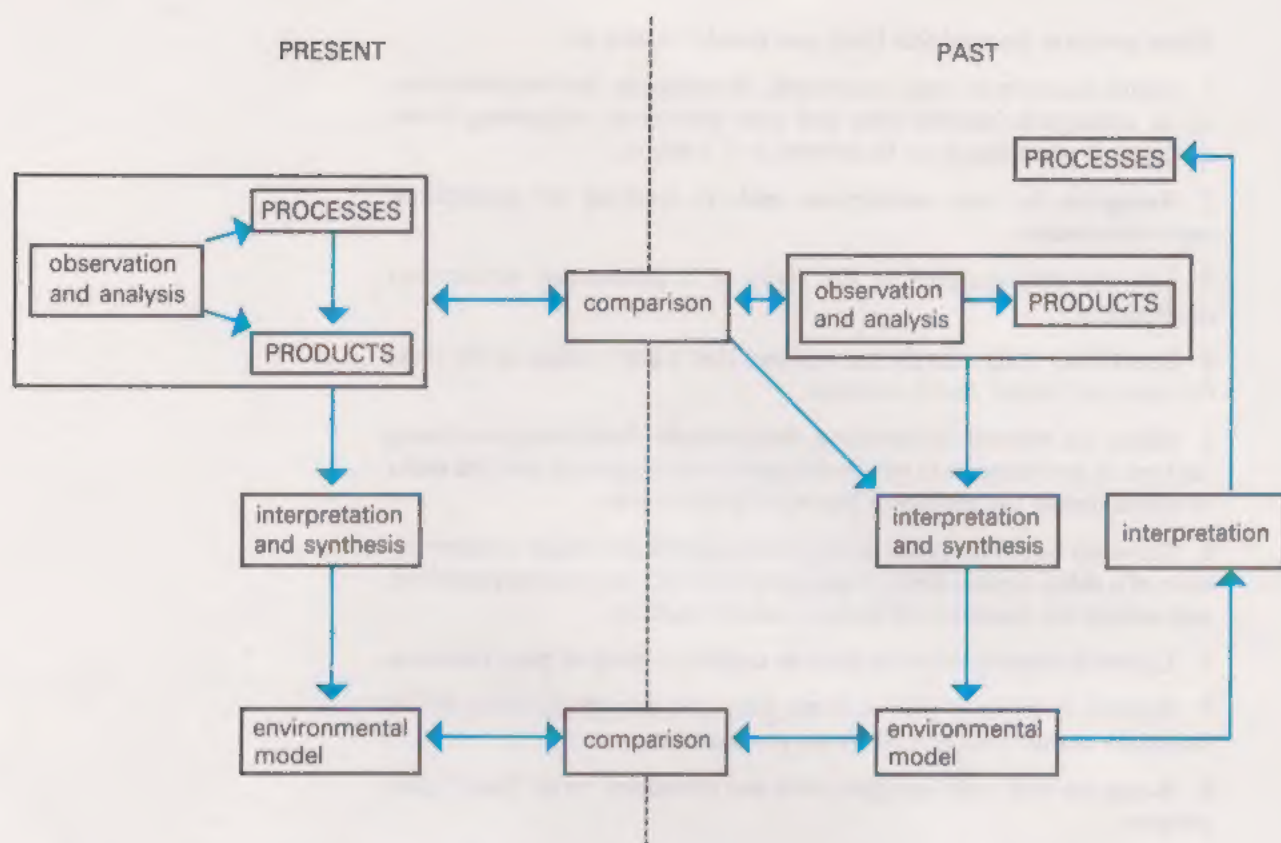 PRESENT
PAST
PROCESSES
PROCESSES
observation
and analysis
PRODUCTS
comparison
observation
and analysis
PRODUCTS
interpretation
and synthesis
interpretation
and synthesis
interpretation
environmental
model
comparison
environmental
model